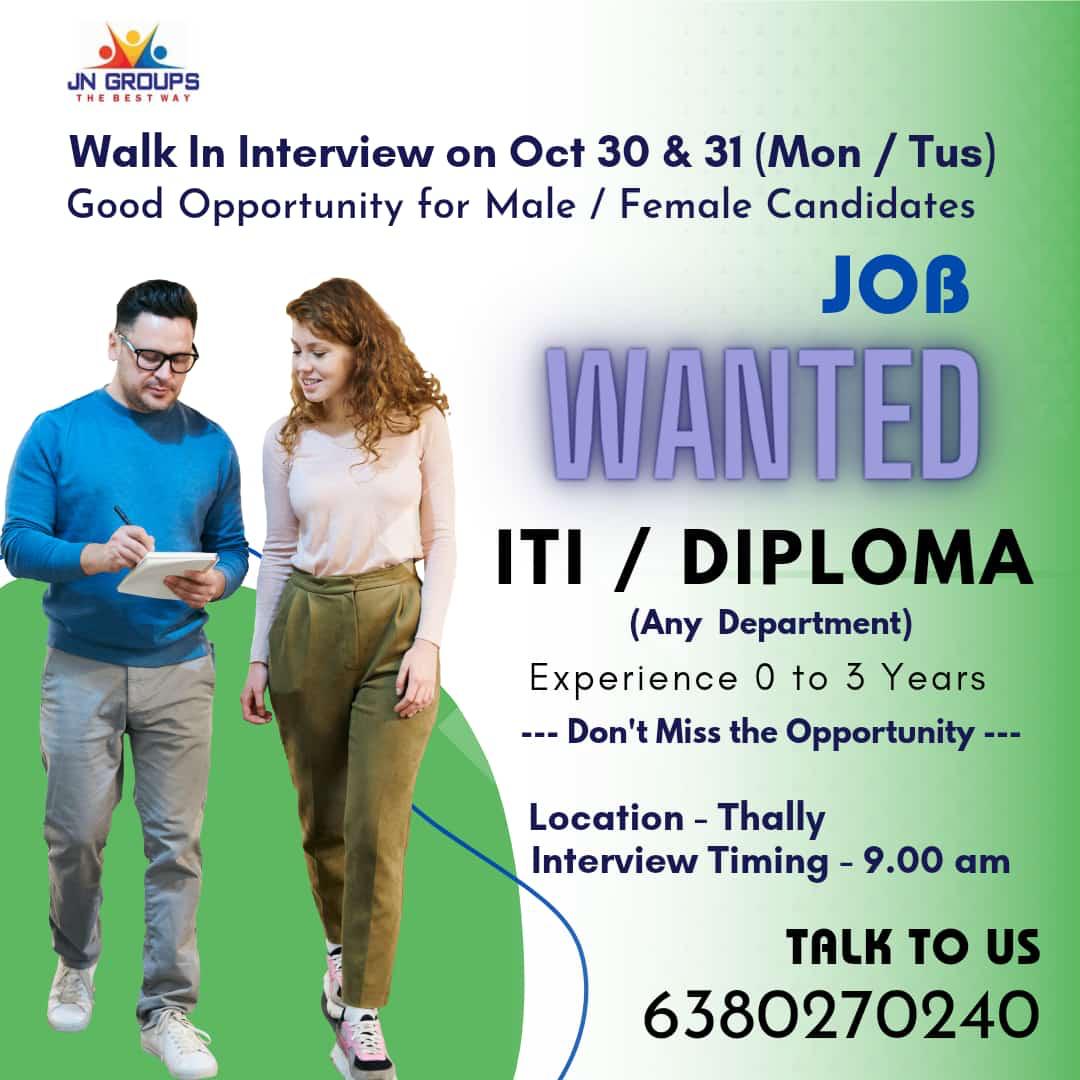 JN GROUPS
THE BEST WAY
Walk In Interview on Oct 30 & 31 (Mon / Tus)
Good Opportunity for Male / Female Candidates
JOB
WANTED
ITI / DIPLOMA
(Any Department)
Experience 0 to 3 Years
--- Don't Miss the Opportunity ---
Location - Thally
Interview Timing - 9.00 am
TALK TO US
6380270240